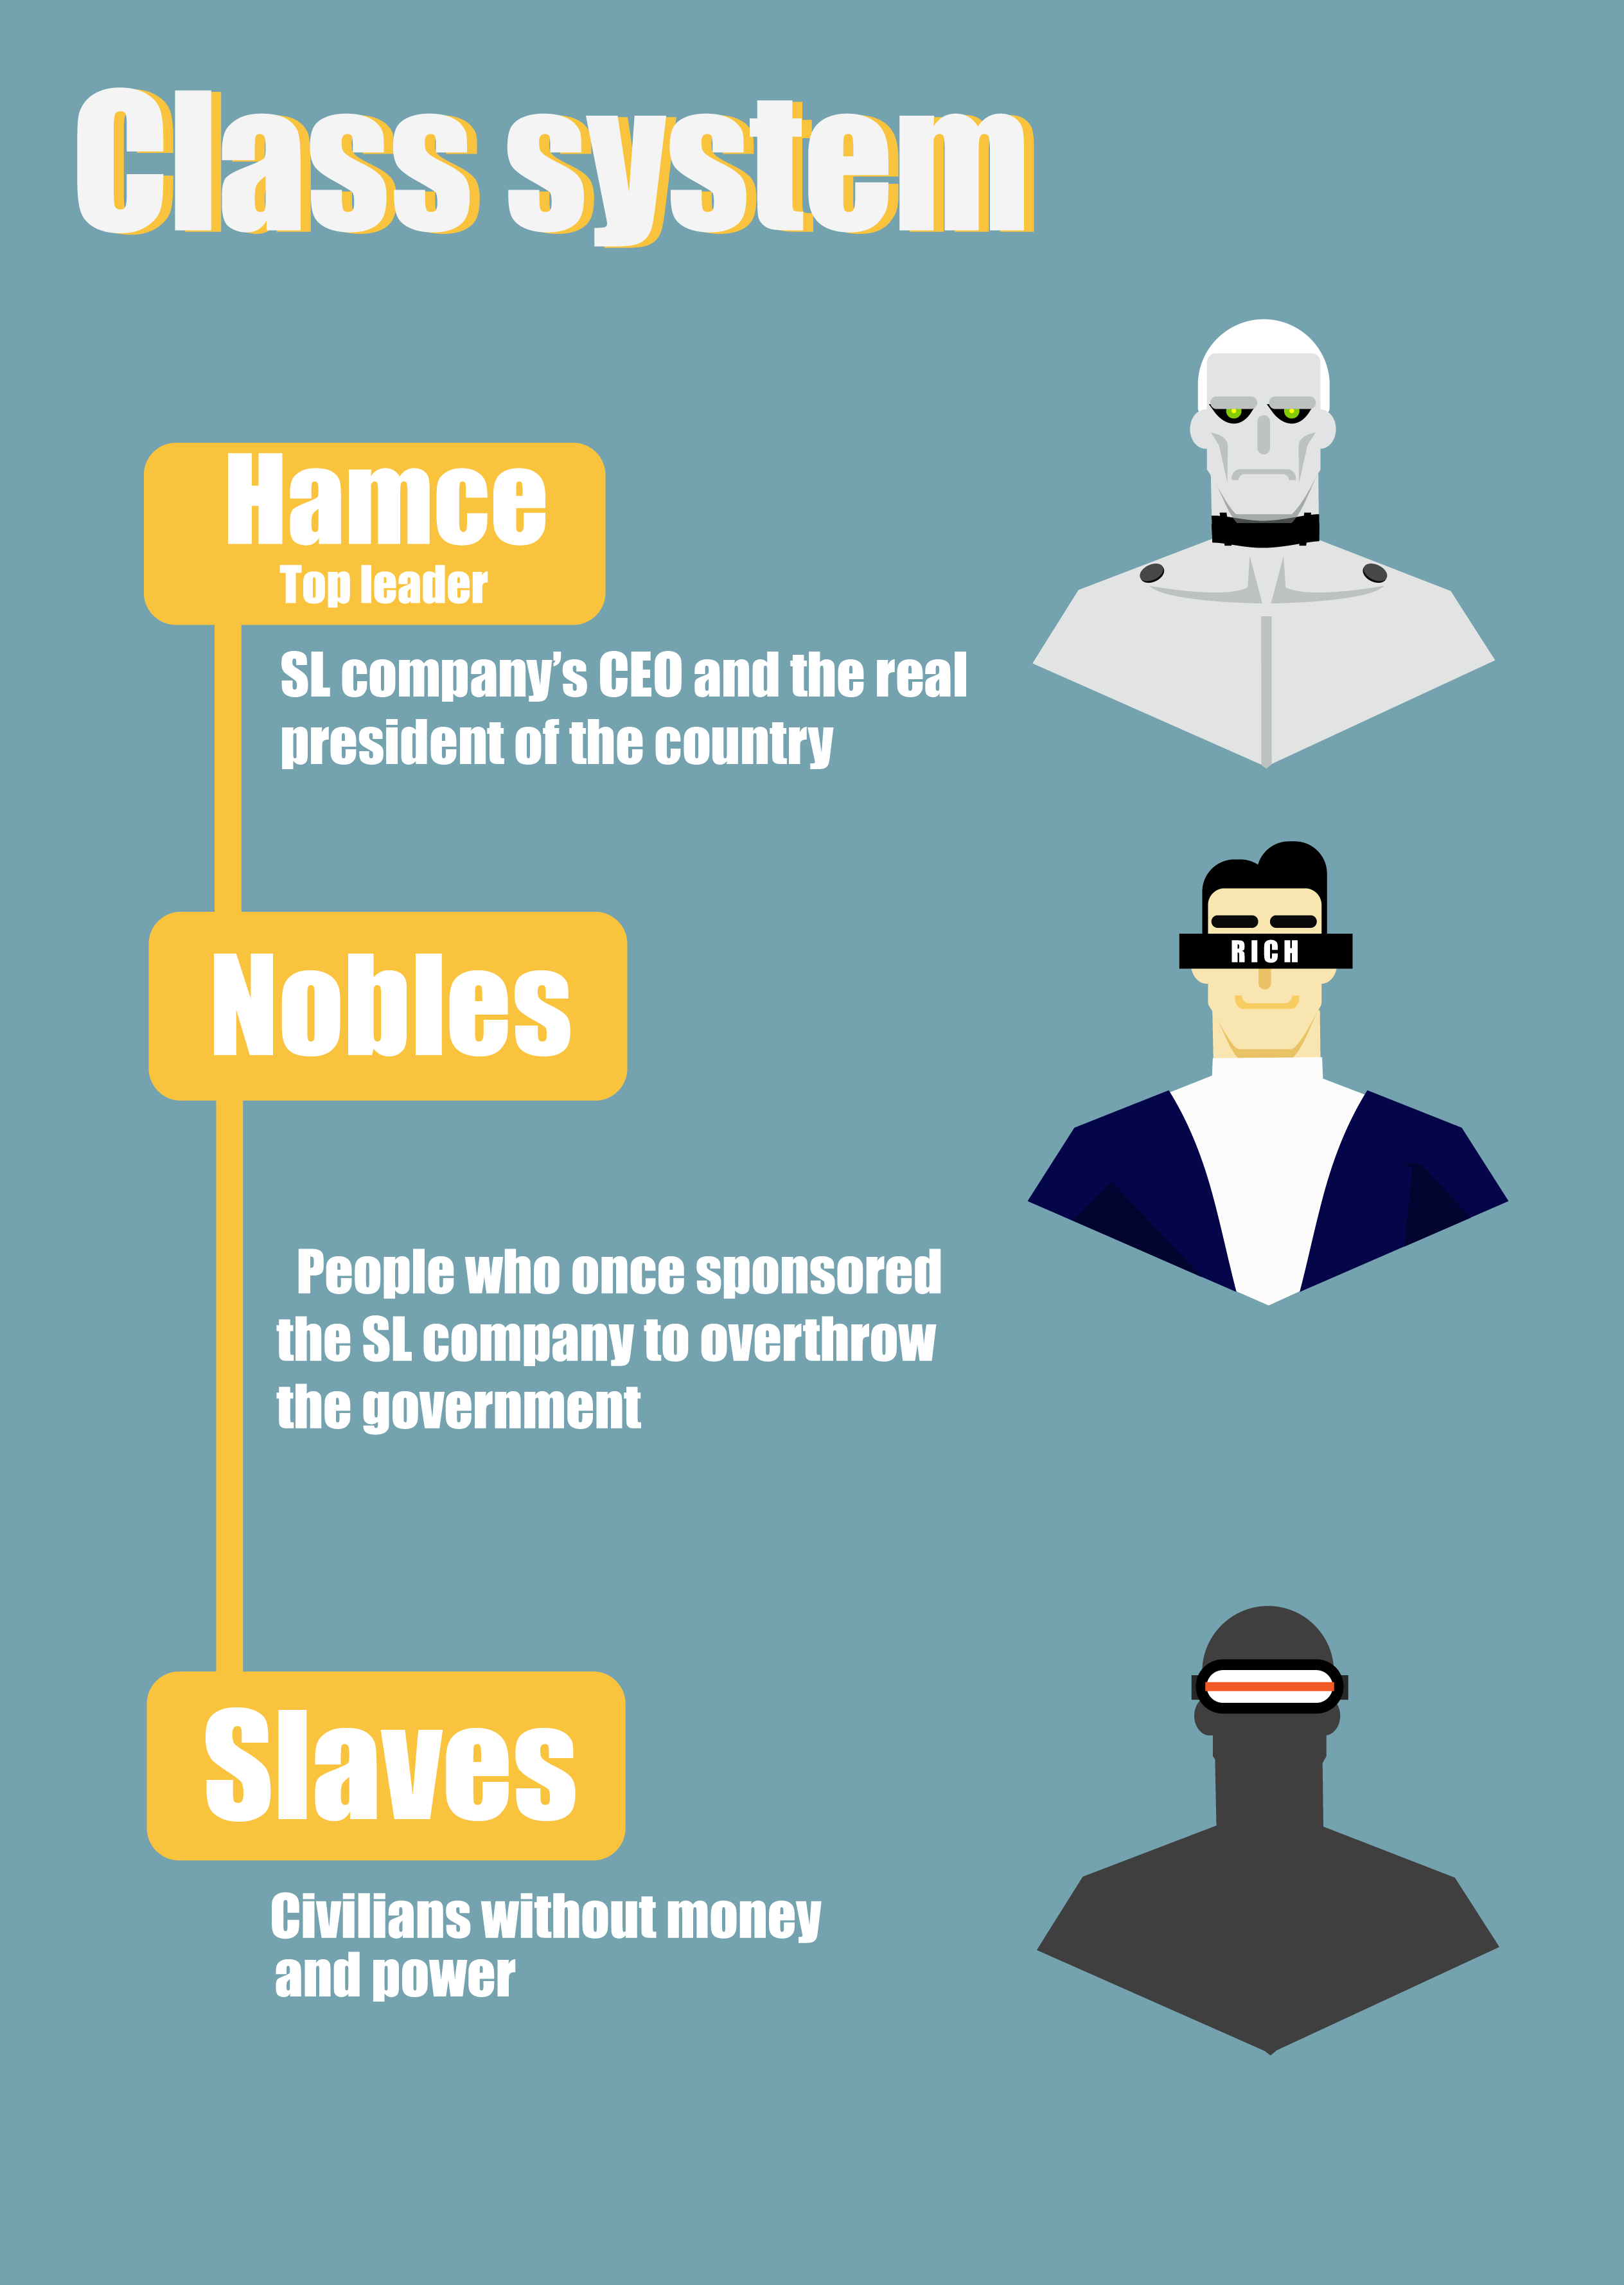 Class system
Hamce
Top leader
SL company's CEO and the real
president of the country
Nobles
RICH
People who once sponsored
the SL company to overthrow
the government
Slaves
Civilians without money
and power